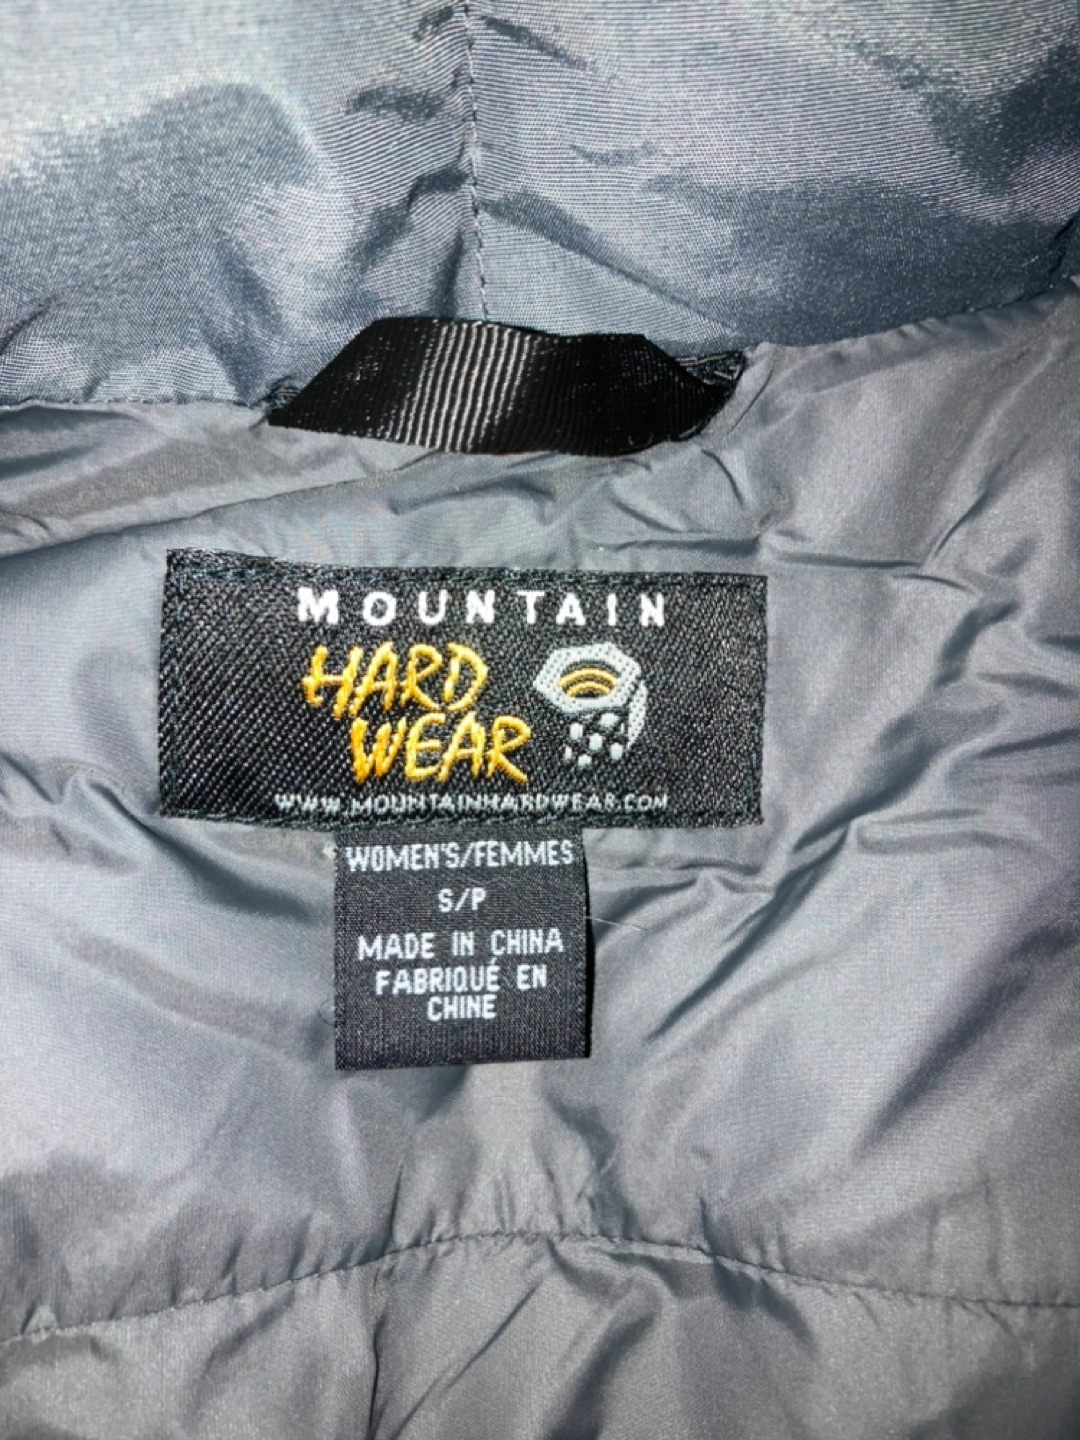 MOUNTAIN
HARD
WEAR
WWW.MOUNTAINHARDWEAR.COM
WOMEN'S/FEMMES
S/P
MADE IN CHINA
FABRIQUÉ EN
CHINE